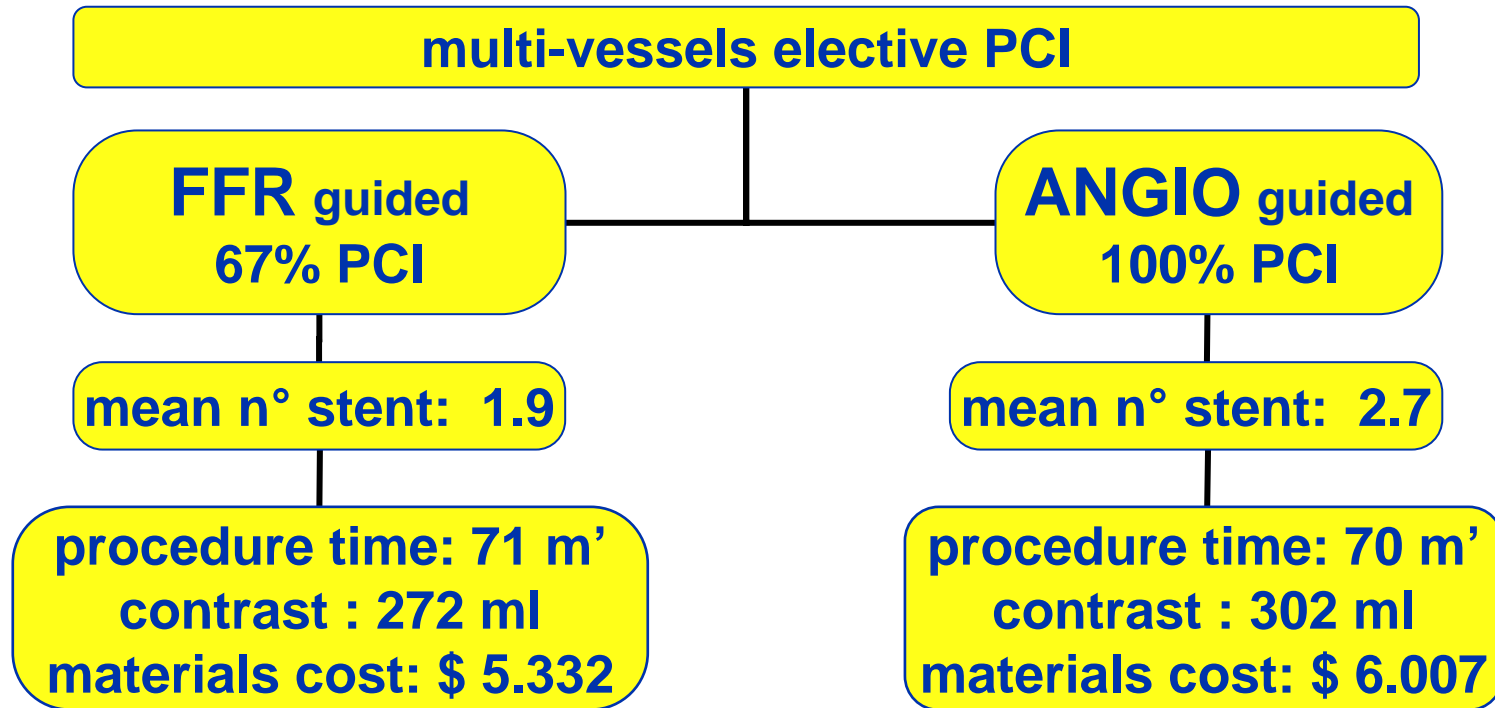 multi-vessels elective PCI
FFR guided
67% PCI
ANGIO guided
100% PCI
mean n° stent: 1.9
mean n° stent: 2.7
procedure time: 71 m’
contrast : 272 ml
materials cost: $ 5.332
procedure time: 70 m’
contrast : 302 ml
materials cost: $ 6.007